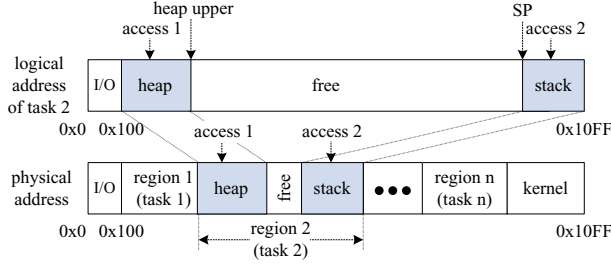 heap upper
SP
access 1
access 2
logical
address
of task 2
I/O
heap
free
stack
0x0
0x100
0x10FF
access 1
access 2
physical
address
I/O
region 1
(task 1)
heap
free
stack
●●●
region n
(task n)
kernel
0x0
0x100
region 2
(task 2)
0x10FF